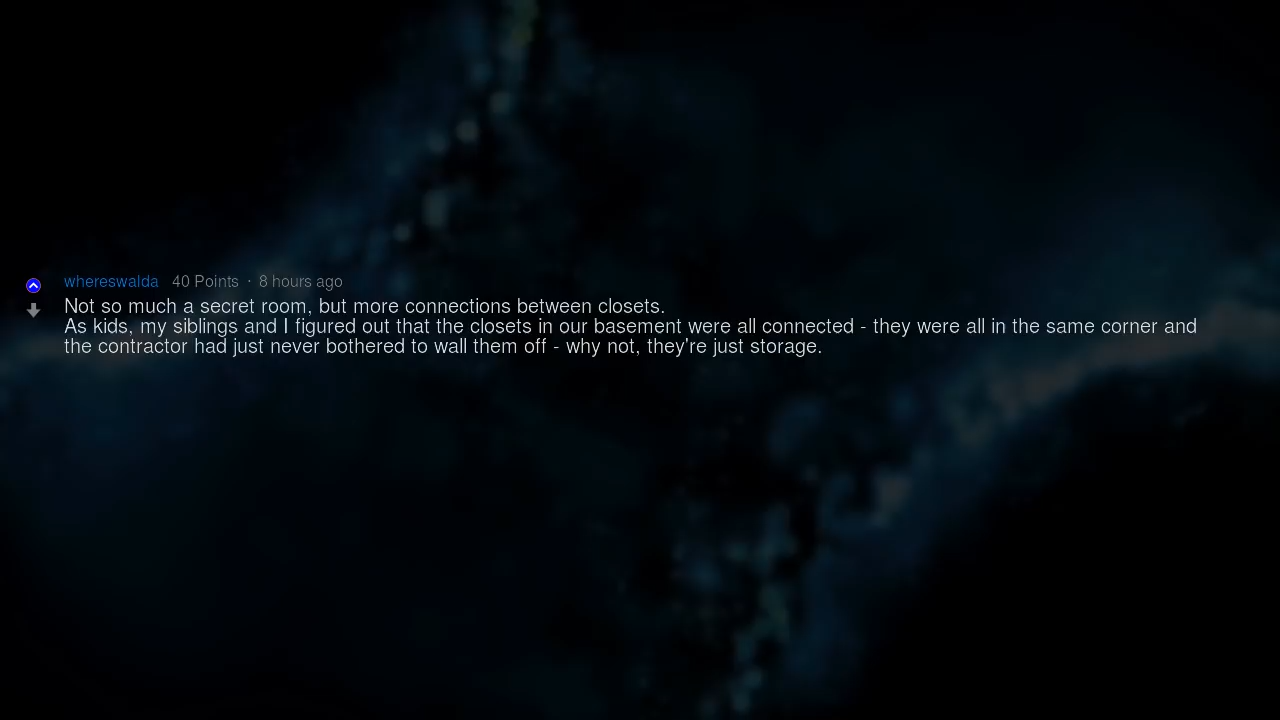 whereswalda 40 Points · 8 hours ago
Not so much a secret room, but more connections between closets.
As kids, my siblings and I figured out that the closets in our basement were all connected - they were all in the same corner and
the contractor had just never bothered to wall them off - why not, they're just storage.